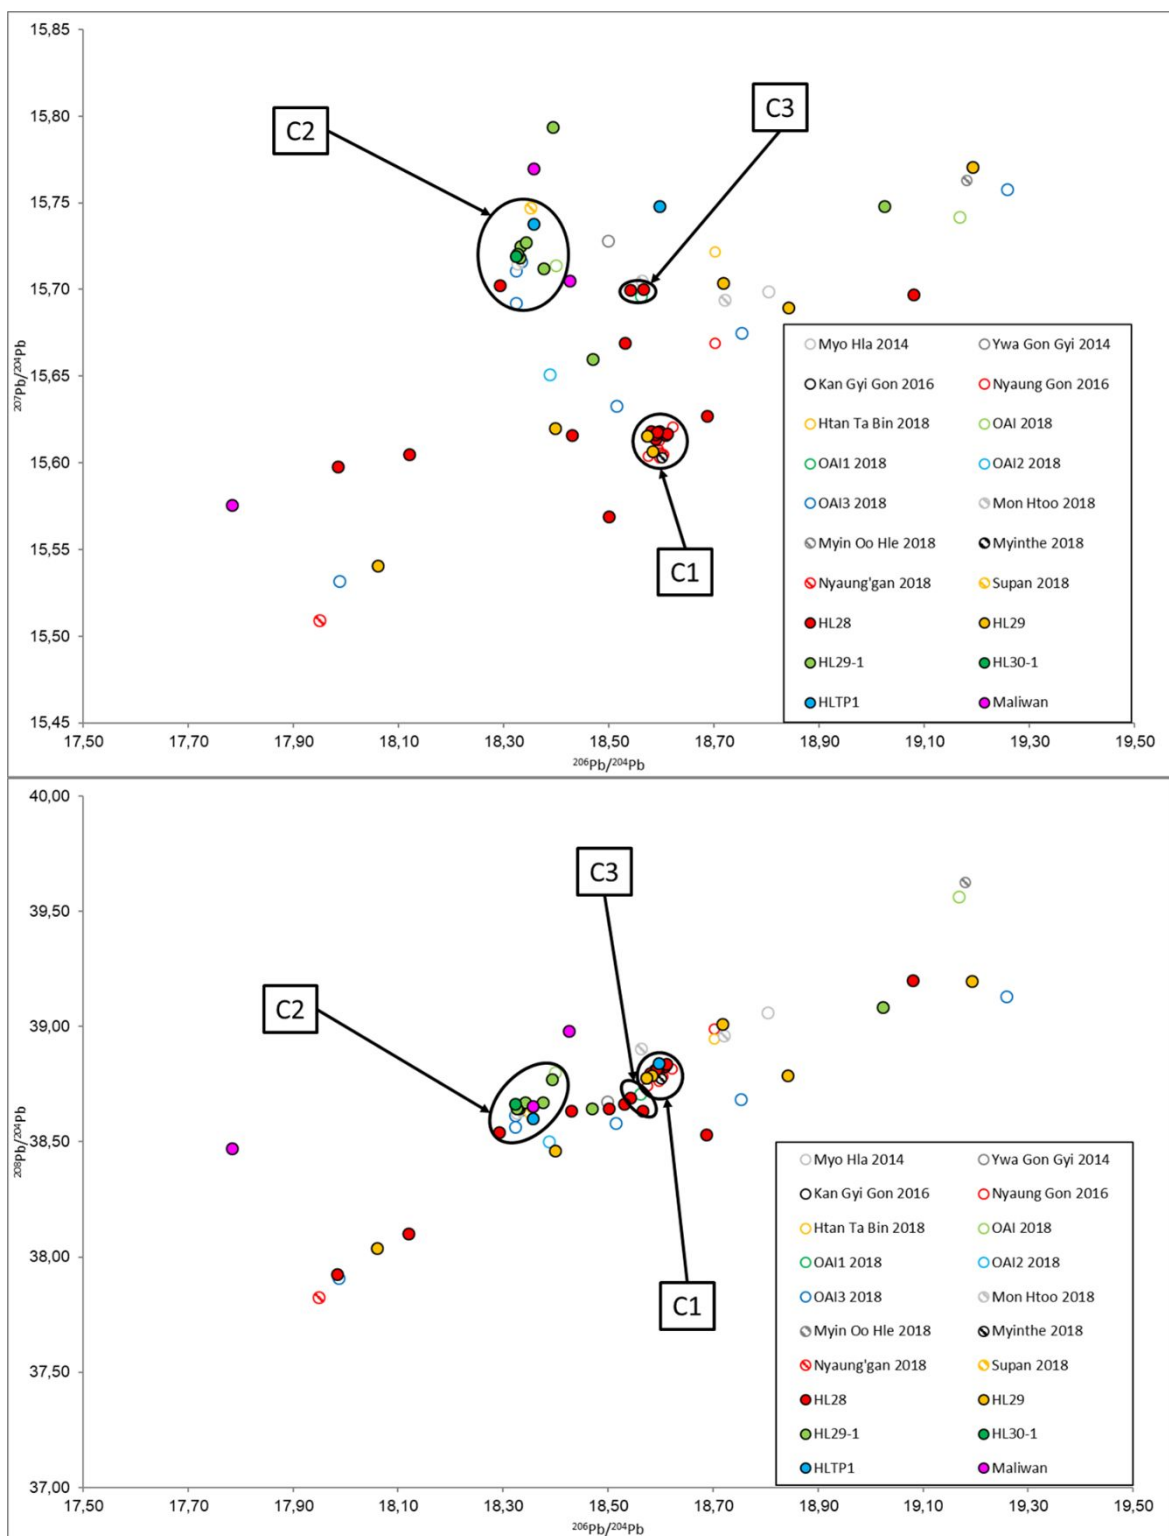 15,85
15,80
15,75
15,70
15,65
15,60
15,55
15,50
15,45
²⁰⁷Pb/²⁰⁴Pb
C2
C3
C1
Myo Hla 2014 Ywa Gon Gyi 2014
Kan Gyi Gon 2016 Nyaung Gon 2016
Htan Ta Bin 2018 OAI 2018
OAI1 2018 OAI2 2018
OAI3 2018 Mon Htoo 2018
Myin Oo Hle 2018 Myinthe 2018
Nyaung'gan 2018 Supan 2018
HL28 HL29
HL29-1 HL30-1
HLTP1 Maliwan
17,50 17,70 17,90 18,10 18,30 18,50 18,70 18,90 19,10 19,30 19,50
²⁰⁶Pb/²⁰⁴Pb
40,00
39,50
39,00
38,50
38,00
37,50
37,00
²⁰⁸Pb/²⁰⁴Pb
C3
C2
C1
Myo Hla 2014 Ywa Gon Gyi 2014
Kan Gyi Gon 2016 Nyaung Gon 2016
Htan Ta Bin 2018 OAI 2018
OAI1 2018 OAI2 2018
OAI3 2018 Mon Htoo 2018
Myin Oo Hle 2018 Myinthe 2018
Nyaung'gan 2018 Supan 2018
HL28 HL29
HL29-1 HL30-1
HLTP1 Maliwan
17,50 17,70 17,90 18,10 18,30 18,50 18,70 18,90 19,10 19,30 19,50
²⁰⁶Pb/²⁰⁴Pb